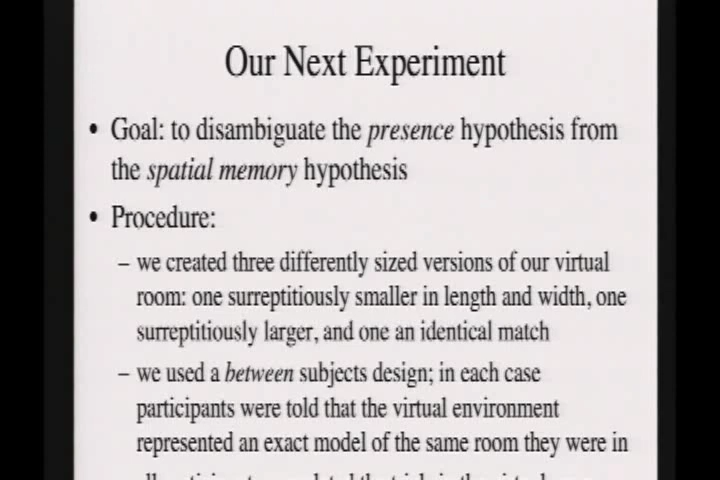 Our Next Experiment
• Goal: to disambiguate the presence hypothesis from
the spatial memory hypothesis
• Procedure:
– we created three differently sized versions of our virtual
room: one surreptitiously smaller in length and width, one
surreptitiously larger, and one an identical match
– we used a between subjects design; in each case
participants were told that the virtual environment
represented an exact model of the same room they were in